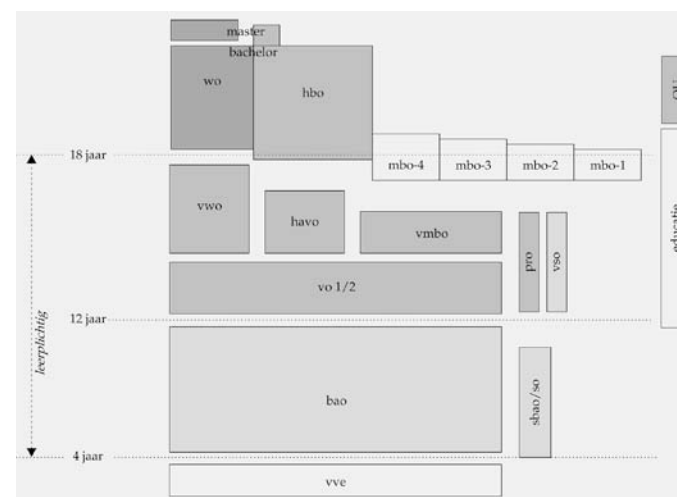 master
bachelor
wo
hbo
18 jaar
mbo-4 mbo-3 mbo-2 mbo-1
vwo
havo
vmbo
pro
vso
educatie
vo 1/2
12 jaar
leerplichtig
bao
sbao/so
4 jaar
vve